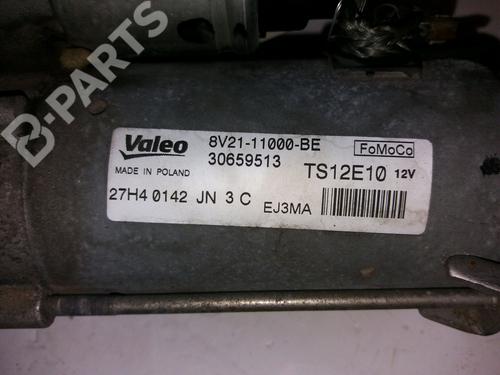 B-PARTS
Valeo
8V21-11000-BE
FoMoCo
MADE IN POLAND
30659513
TS12E10 12V
27H4 0142 JN 3 C
EJ3MA